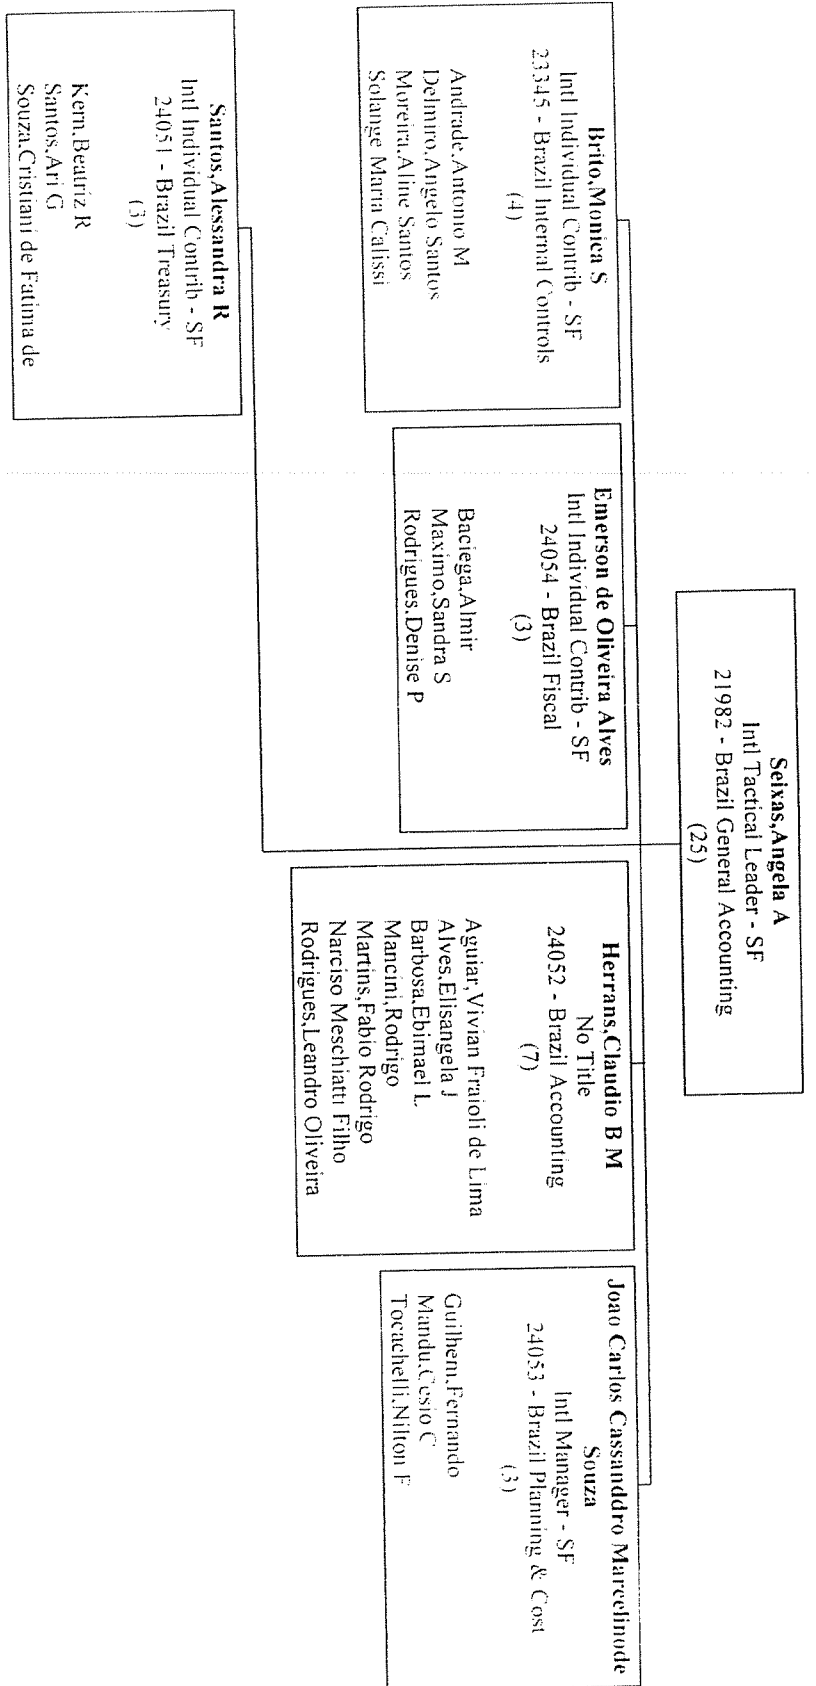 Seixas,Angela A
Intl Tactical Leader - SF
21982 - Brazil General Accounting
(25)
Brito,Monica S
Intl Individual Contrib - SF
23345 - Brazil Internal Controls
(4)
Andrade,Antonio M
Delmiro,Angelo Santos
Moreira,Aline Santos
Solange Maria Calissi
Emerson de Oliveira Alves
Intl Individual Contrib - SF
24054 - Brazil Fiscal
(3)
Baciega,Almir
Maximo,Sandra S
Rodrigues,Denise P
Herrans,Claudio B M
No Title
24052 - Brazil Accounting
(7)
Aguiar,Vivian Fraioli de Lima
Alves,Elisangela J
Barbosa,Ebimael L
Mancini,Rodrigo
Martins,Fabio Rodrigo
Narciso Meschiatti Filho
Rodrigues,Leandro Oliveira
Joao Carlos Cassanddro Marcelinode
Souza
Intl Manager - SF
24053 - Brazil Planning & Cost
(3)
Guilhem,Fernando
Mandu,Cesio C
Tocachelli,Nilton F
Santos,Alessandra R
Intl Individual Contrib - SF
24051 - Brazil Treasury
(3)
Kern,Beatriz R
Santos,Ari G
Souza,Cristiani de Fatima de